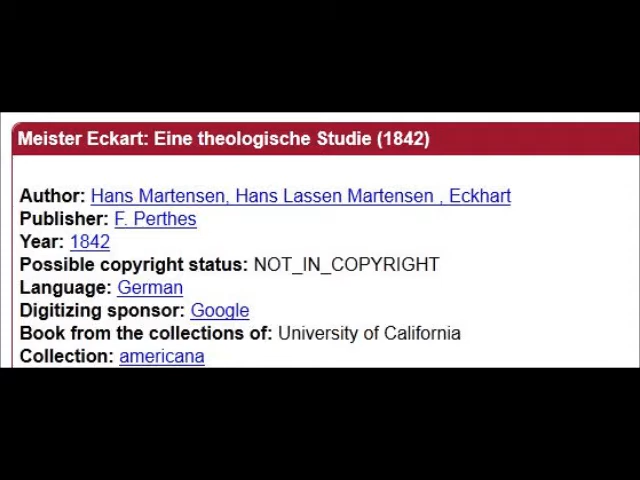 Meister Eckart: Eine theologische Studie (1842)
Author: Hans Martensen, Hans Lassen Martensen , Eckhart
Publisher: F. Perthes
Year: 1842
Possible copyright status: NOT_IN_COPYRIGHT
Language: German
Digitizing sponsor: Google
Book from the collections of: University of California
Collection: americana